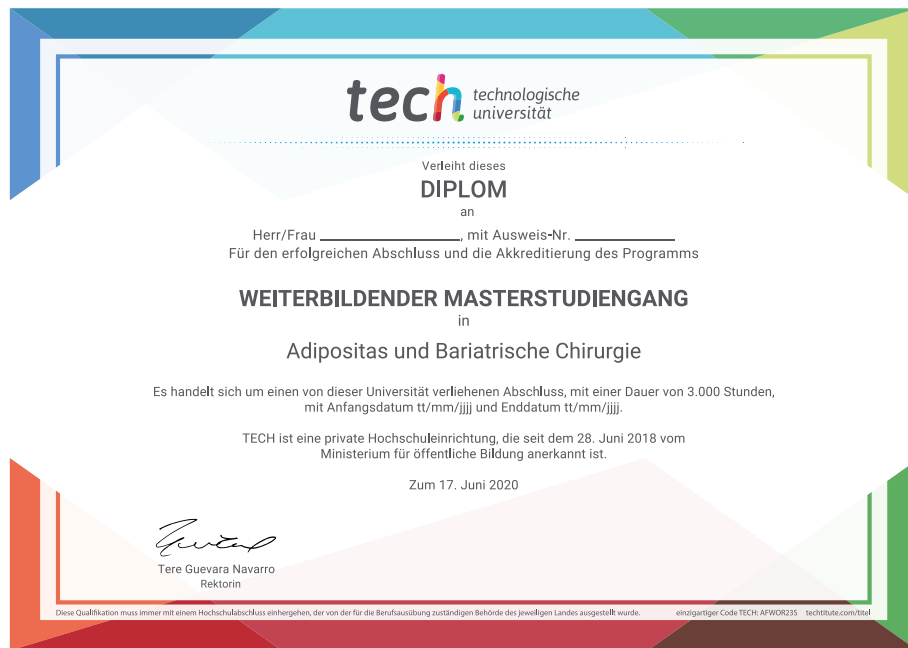 tech technologische
universität
Verleiht dieses
DIPLOM
an
Herr/Frau ____________________, mit Ausweis-Nr. ______________
Für den erfolgreichen Abschluss und die Akkreditierung des Programms
WEITERBILDENDER MASTERSTUDIENGANG
in
Adipositas und Bariatrische Chirurgie
Es handelt sich um einen von dieser Universität verliehenen Abschluss, mit einer Dauer von 3.000 Stunden,
mit Anfangsdatum tt/mm/jjjj und Enddatum tt/mm/jjjj.
TECH ist eine private Hochschuleinrichtung, die seit dem 28. Juni 2018 vom
Ministerium für öffentliche Bildung anerkannt ist.
Zum 17. Juni 2020
Tere Guevara Navarro
Rektorin
Diese Qualifikation muss immer mit einem Hochschulabschluss einhergehen, der von der für die Berufsausübung zuständigen Behörde des jeweiligen Landes ausgestellt wurde. einzigartiger Code TECH: AFWOR23S techtitute.com/titel